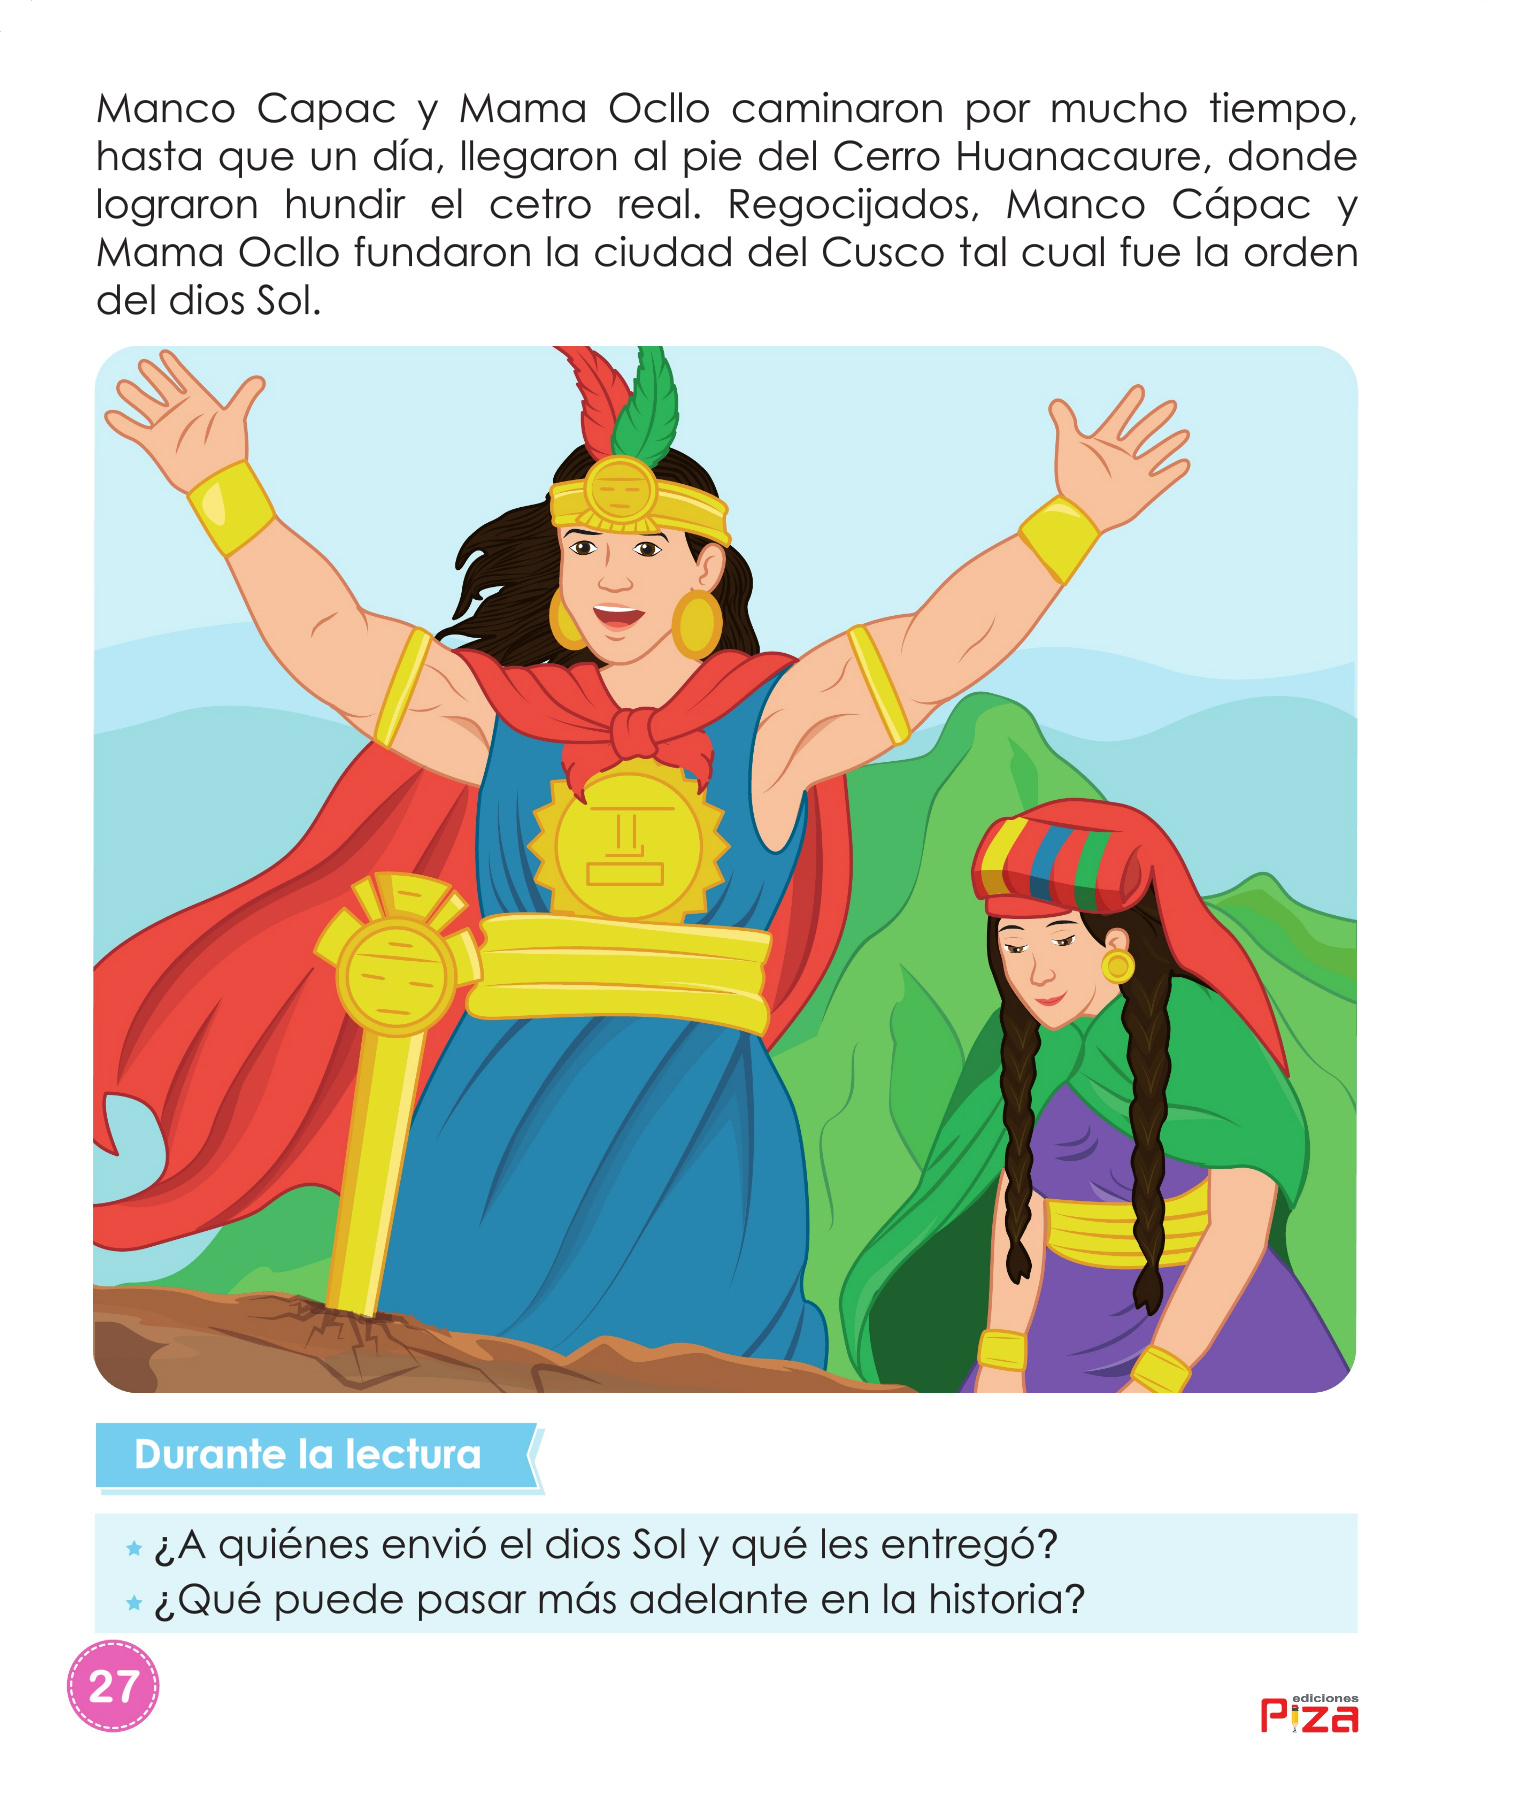 Manco Capac y Mama Ocllo caminaron por mucho tiempo,
hasta que un día, llegaron al pie del Cerro Huanacaure, donde
lograron hundir el cetro real. Regocijados, Manco Cápac y
Mama Ocllo fundaron la ciudad del Cusco tal cual fue la orden
del dios Sol.
Durante la lectura
¿A quiénes envió el dios Sol y qué les entregó?
¿Qué puede pasar más adelante en la historia?
27
ediciones
Piza